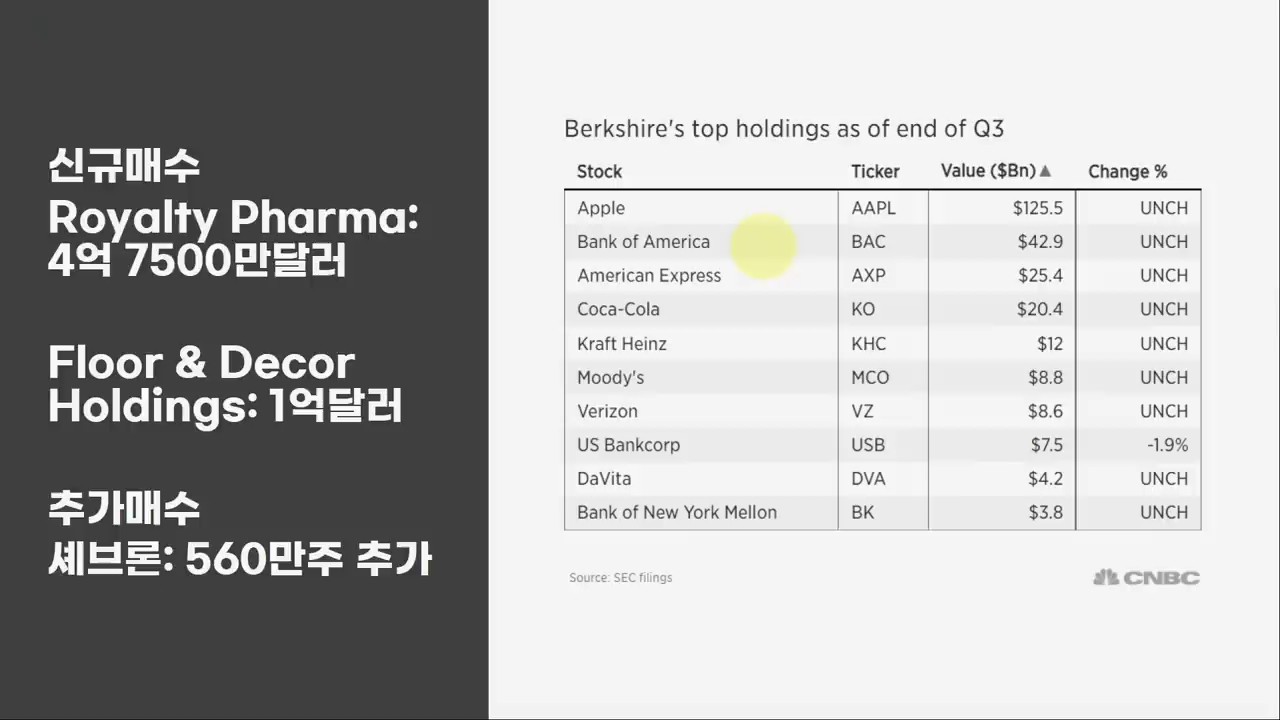 신규매수
Royalty Pharma:
4억 7500만달러
Floor & Decor
Holdings: 1억달러
추가매수
셰브론: 560만주 추가
Berkshire's top holdings as of end of Q3
Stock Ticker Value ($Bn)▲ Change %
Apple AAPL $125.5 UNCH
Bank of America BAC $42.9 UNCH
American Express AXP $25.4 UNCH
Coca-Cola KO $20.4 UNCH
Kraft Heinz KHC $12 UNCH
Moody's MCO $8.8 UNCH
Verizon VZ $8.6 UNCH
US Bankcorp USB $7.5 -1.9%
DaVita DVA $4.2 UNCH
Bank of New York Mellon BK $3.8 UNCH
Source: SEC filings
CNBC